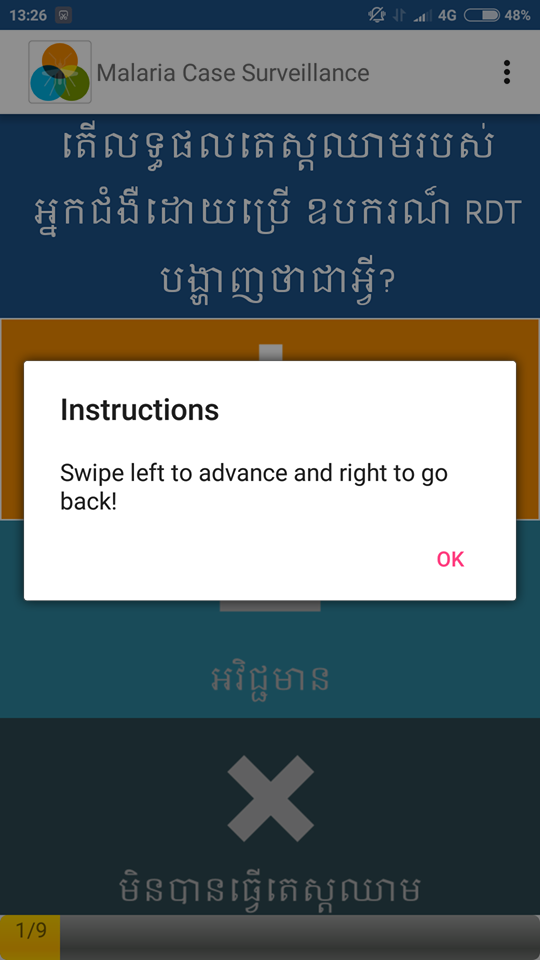 13:26
4G 48%
Malaria Case Surveillance
តើលទ្ធផលតេស្តឈាមរបស់
អ្នកជំងឺដោយប្រើ ឧបករណ៍ RDT
បង្ហាញថាជាអ្វី?
Instructions
Swipe left to advance and right to go
back!
OK
អវិជ្ជមាន
មិនបានធ្វើតេស្តឈាម
1/9